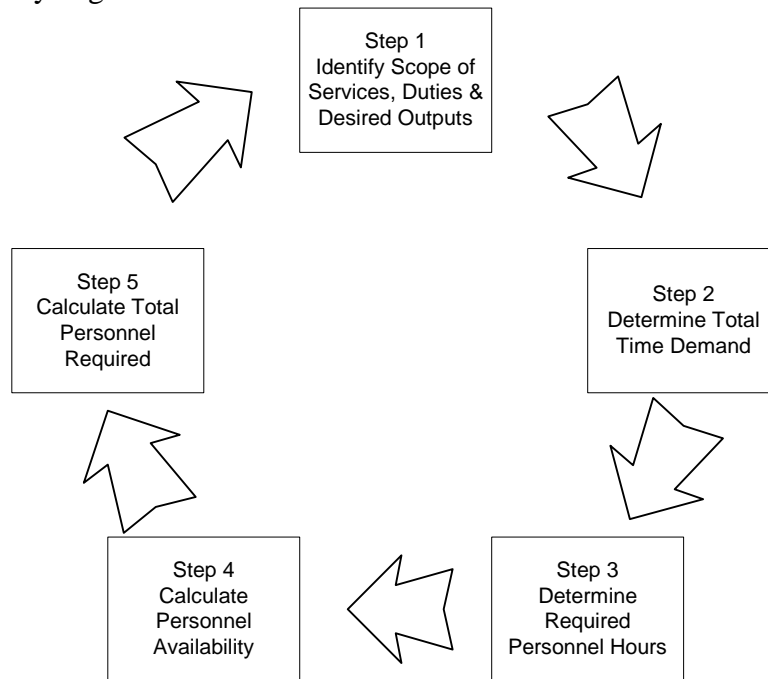 Step 1
Identify Scope of
Services, Duties &
Desired Outputs
Step 2
Determine Total
Time Demand
Step 3
Determine
Required
Personnel Hours
Step 4
Calculate
Personnel
Availability
Step 5
Calculate Total
Personnel
Required